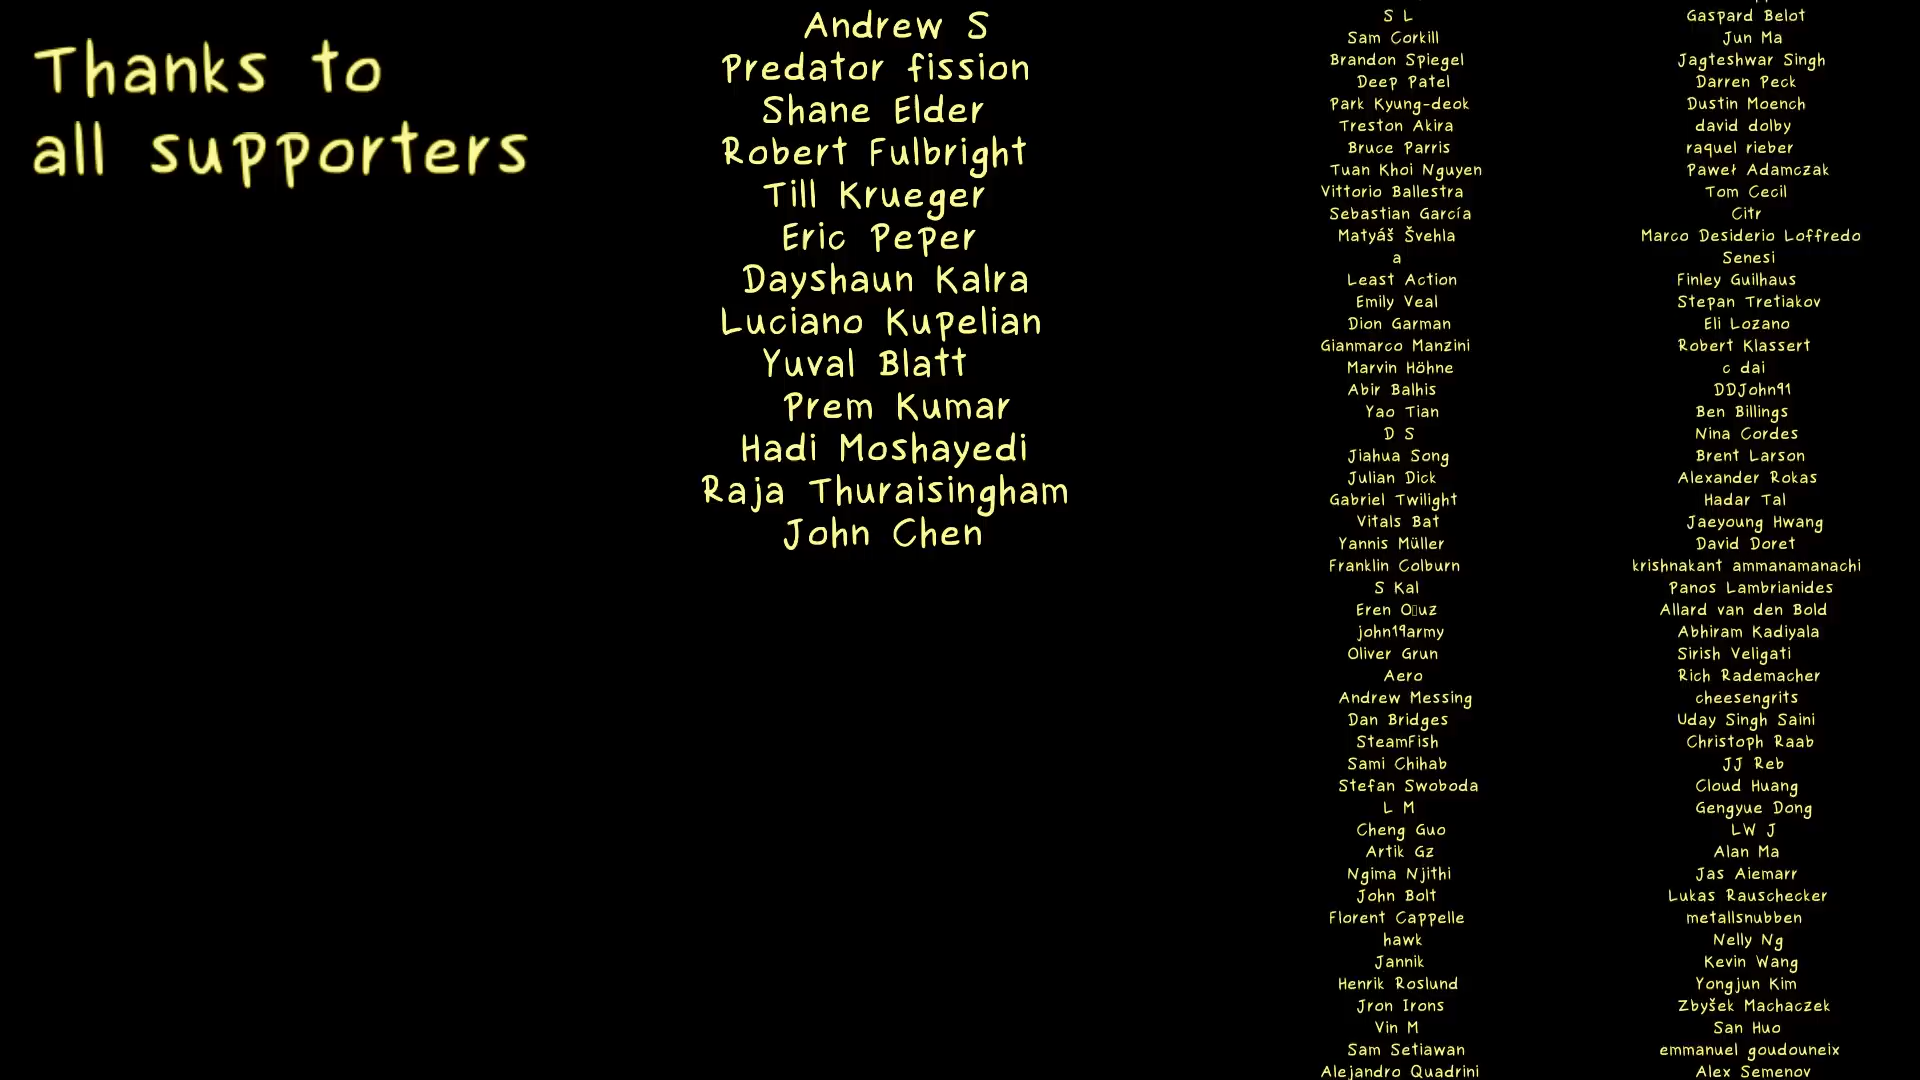 Thanks to
all supporters
Andrew S
Predator fission
Shane Elder
Robert Fulbright
Till Krueger
Eric Peper
Dayshaun Kalra
Luciano Kupelian
Yuval Blatt
Prem Kumar
Hadi Moshayedi
Raja Thuraisingham
John Chen
S L
Sam Corkill
Brandon Spiegel
Deep Patel
Park Kyung-deok
Treston Akira
Bruce Parris
Tuan Khoi Nguyen
Vittorio Ballestra
Sebastian García
Matyáš Švehla
a
Least Action
Emily Veal
Dion Garman
Gianmarco Manzini
Marvin Höhne
Abir Balhis
Yao Tian
D S
Jiahua Song
Julian Dick
Gabriel Twilight
Vitals Bat
Yannis Müller
Franklin Colburn
S Kal
Eren O▯uz
john19army
Oliver Grun
Aero
Andrew Messing
Dan Bridges
SteamFish
Sami Chihab
Stefan Swoboda
L M
Cheng Guo
Artik Gz
Ngima Njithi
John Bolt
Florent Cappelle
hawk
Jannik
Henrik Roslund
Jron Irons
Vin M
Sam Setiawan
Alejandro Quadrini
Gaspard Belot
Jun Ma
Jagteshwar Singh
Darren Peck
Dustin Moench
david dolby
raquel rieber
Paweł Adamczak
Tom Cecil
Citr
Marco Desiderio Loffredo
Senesi
Finley Guilhaus
Stepan Tretiakov
Eli Lozano
Robert Klassert
c dai
DDJohn91
Ben Billings
Nina Cordes
Brent Larson
Alexander Rokas
Hadar Tal
Jaeyoung Hwang
David Doret
krishnakant ammanamanachi
Panos Lambrianides
Allard van den Bold
Abhiram Kadiyala
Sirish Veligati
Rich Rademacher
cheesengrits
Uday Singh Saini
Christoph Raab
JJ Reb
Cloud Huang
Gengyue Dong
LW J
Alan Ma
Jas Aiemarr
Lukas Rauschecker
metallsnubben
Nelly Ng
Kevin Wang
Yongjun Kim
Zbyšek Machaczek
San Huo
emmanuel goudouneix
Alex Semenov